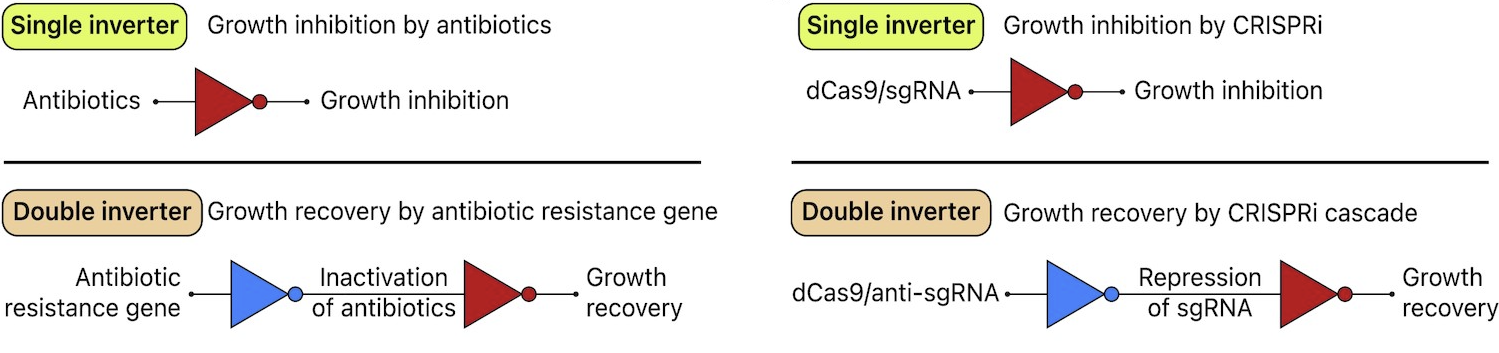 Single inverter Growth inhibition by antibiotics
Antibiotics Growth inhibition
Double inverter Growth recovery by antibiotic resistance gene
Antibiotic
resistance gene
Inactivation
of antibiotics
Growth
recovery
Single inverter Growth inhibition by CRISPRi
dCas9/sgRNA Growth inhibition
Double inverter Growth recovery by CRISPRi cascade
dCas9/anti-sgRNA
Repression
of sgRNA
Growth
recovery